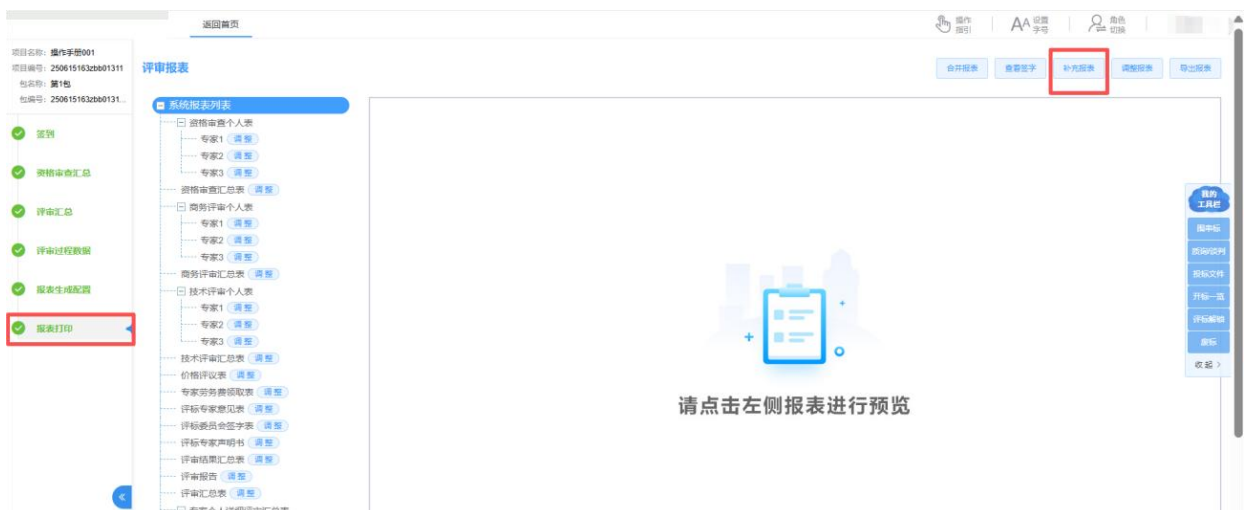 返回首页
操作
指引
AA 设置
字号
角色
切换
项目名称：操作手册001
项目编号：250615163zbb01311
包名称：第1包
包编号：250615163zbb0131...
签到
资格审查汇总
评审汇总
评审过程数据
报表生成配置
报表打印
评审报表
合并报表
查看签字
补充报表
调整报表
导出报表
系统报表列表
资格审查个人表
专家1 调整
专家2 调整
专家3 调整
资格审查汇总表 调整
商务评审个人表
专家1 调整
专家2 调整
专家3 调整
商务评审汇总表 调整
技术评审个人表
专家1 调整
专家2 调整
专家3 调整
技术评审汇总表 调整
价格评议表 调整
专家劳务费领取表 调整
评标专家意见表 调整
评标委员会签字表 调整
评标专家声明书 调整
评审结果汇总表 调整
评审报告 调整
评审汇总表 调整
请点击左侧报表进行预览
我的
工具栏
围串标
投标文件
开标一览
评标解锁
废标
收起